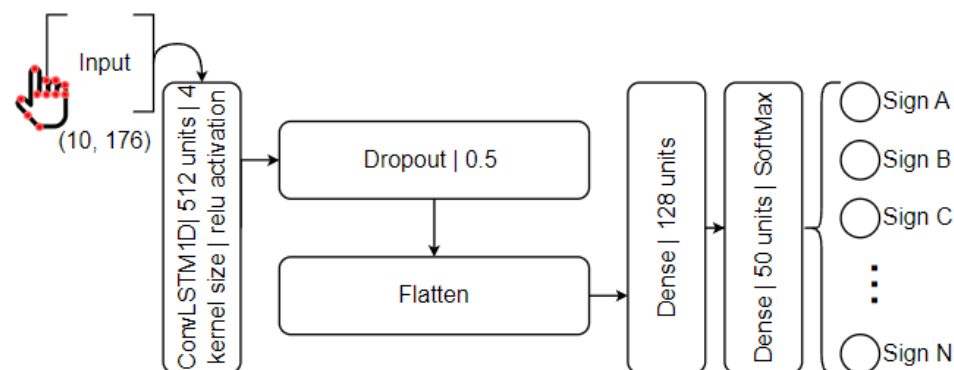 Input
(10, 176)
ConvLSTM1D| 512 units | 4
kernel size | relu activation
Dropout | 0.5
Flatten
Dense | 128 units
Dense | 50 units | SoftMax
Sign A
Sign B
Sign C
Sign N